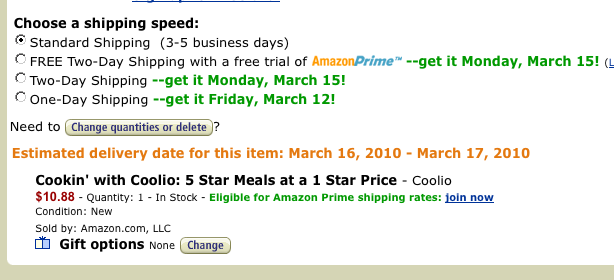 Choose a shipping speed:
Standard Shipping (3-5 business days)
FREE Two-Day Shipping with a free trial of AmazonPrime™ --get it Monday, March 15! (L
Two-Day Shipping --get it Monday, March 15!
One-Day Shipping --get it Friday, March 12!
Need to Change quantities or delete ?
Estimated delivery date for this item: March 16, 2010 - March 17, 2010
Cookin' with Coolio: 5 Star Meals at a 1 Star Price - Coolio
$10.88 - Quantity: 1 - In Stock - Eligible for Amazon Prime shipping rates: join now
Condition: New
Sold by: Amazon.com, LLC
Gift options None Change